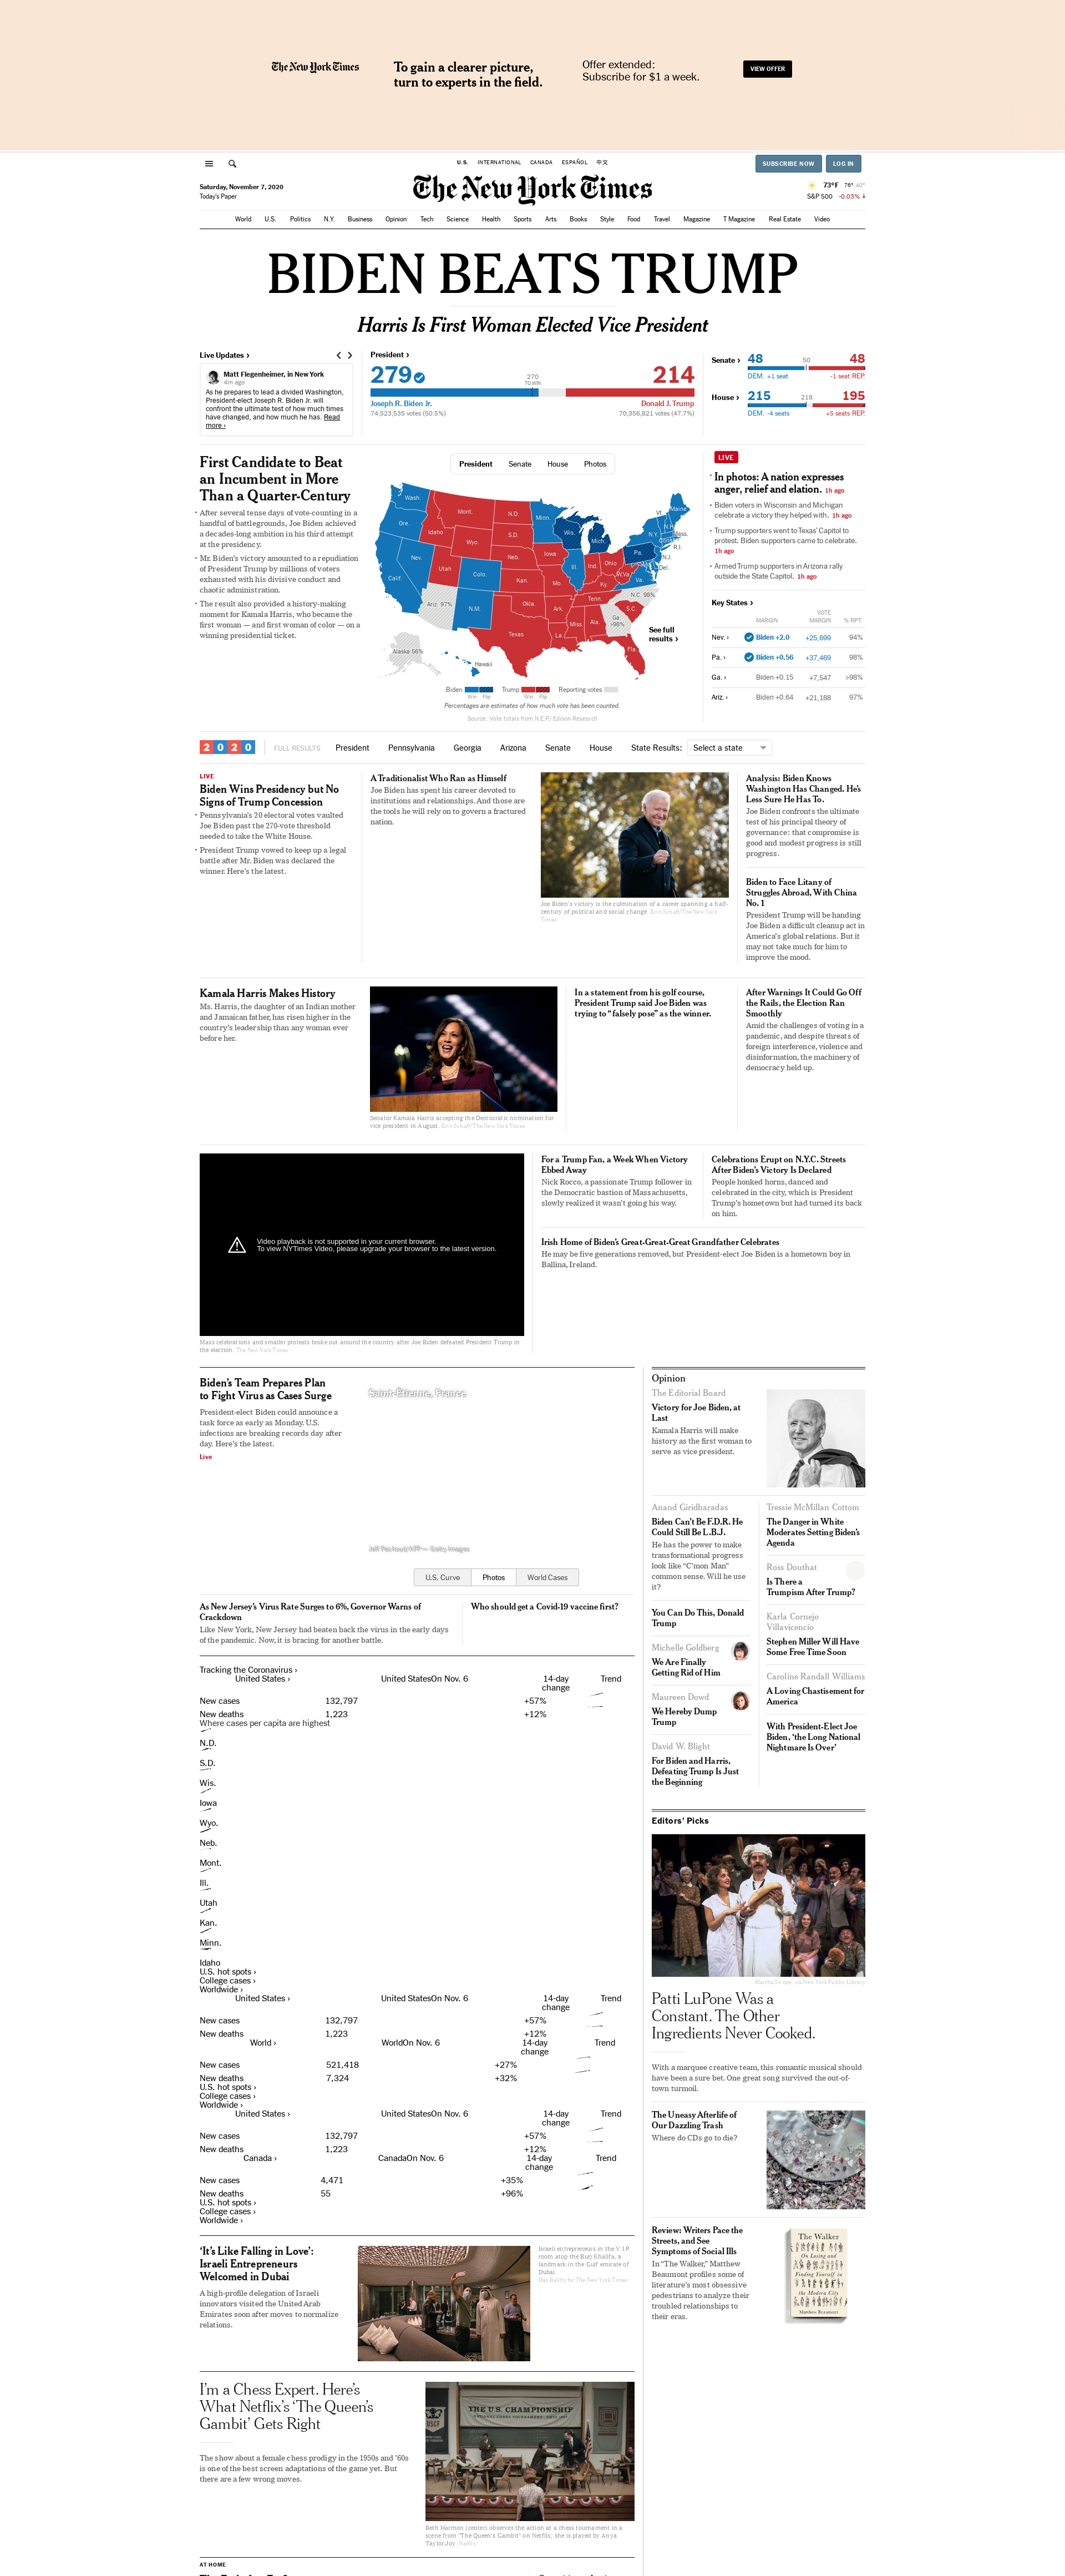 The New York Times
To gain a clearer picture,
turn to experts in the field.
Offer extended:
Subscribe for $1 a week.
VIEW OFFER
U.S.
INTERNATIONAL
CANADA
ESPAÑOL
中文
SUBSCRIBE NOW
LOG IN
Saturday, November 7, 2020
Today's Paper
The New York Times
73°F 76° 40°
S&P 500 -0.03%
World U.S. Politics N.Y. Business Opinion Tech Science Health Sports Arts Books Style Food Travel Magazine T Magazine Real Estate Video
BIDEN BEATS TRUMP
Harris Is First Woman Elected Vice President
Live Updates ›
Matt Flegenheimer, in New York
4m ago
As he prepares to lead a divided Washington,
President-elect Joseph R. Biden Jr. will
confront the ultimate test of how much times
have changed, and how much he has. Read
more ›
President ›
279
270
TO WIN
214
Joseph R. Biden Jr.
Donald J. Trump
74,523,535 votes (50.5%)
70,356,821 votes (47.7%)
Senate ›
48 50 48
DEM. +1 seat -1 seat REP.
House ›
215 218 195
DEM. -4 seats +5 seats REP.
First Candidate to Beat
an Incumbent in More
Than a Quarter-Century
After several tense days of vote-counting in a
handful of battlegrounds, Joe Biden achieved
a decades-long ambition in his third attempt
at the presidency.
Mr. Biden's victory amounted to a repudiation
of President Trump by millions of voters
exhausted with his divisive conduct and
chaotic administration.
The result also provided a history-making
moment for Kamala Harris, who became the
first woman — and first woman of color — on a
winning presidential ticket.
President Senate House Photos
Wash.
Ore.
Calif.
Nev.
Idaho
Mont.
Wyo.
Utah
Colo.
Ariz. 97%
N.M.
N.D.
S.D.
Neb.
Kan.
Okla.
Texas
Minn.
Iowa
Mo.
Ark.
La.
Wis.
Ill.
Mich.
Ind.
Ohio
Ky.
Tenn.
Miss.
Ala.
Ga.
>98%
Fla.
S.C.
N.C. 98%
Va.
W.Va.
Pa.
N.Y.
Vt.
N.H.
Maine
Mass.
R.I.
Conn.
N.J.
Del.
Alaska 56%
Hawaii
See full
results ›
Biden Trump Reporting votes
Win Flip Win Flip
Percentages are estimates of how much vote has been counted.
Source: Vote totals from N.E.P./Edison Research
LIVE
In photos: A nation expresses
anger, relief and elation. 1h ago
Biden voters in Wisconsin and Michigan
celebrate a victory they helped with. 1h ago
Trump supporters went to Texas' Capitol to
protest. Biden supporters came to celebrate.
1h ago
Armed Trump supporters in Arizona rally
outside the State Capitol. 1h ago
Key States ›
VOTE
MARGIN MARGIN % RPT.
Nev. › Biden +2.0 +25,699 94%
Pa. › Biden +0.56 +37,469 98%
Ga. › Biden +0.15 +7,547 >98%
Ariz. › Biden +0.64 +21,188 97%
2020
FULL RESULTS President Pennsylvania Georgia Arizona Senate House State Results: Select a state
LIVE
Biden Wins Presidency but No
Signs of Trump Concession
Pennsylvania's 20 electoral votes vaulted
Joe Biden past the 270-vote threshold
needed to take the White House.
President Trump vowed to keep up a legal
battle after Mr. Biden was declared the
winner. Here's the latest.
A Traditionalist Who Ran as Himself
Joe Biden has spent his career devoted to
institutions and relationships. And those are
the tools he will rely on to govern a fractured
nation.
Joe Biden's victory is the culmination of a career spanning a half-
century of political and social change. Erin Schaff/The New York
Times
Analysis: Biden Knows
Washington Has Changed. He's
Less Sure He Has To.
Joe Biden confronts the ultimate
test of his principal theory of
governance: that compromise is
good and modest progress is still
progress.
Biden to Face Litany of
Struggles Abroad, With China
No. 1
President Trump will be handing
Joe Biden a difficult cleanup act in
America's global relations. But it
may not take much for him to
improve the mood.
Kamala Harris Makes History
Ms. Harris, the daughter of an Indian mother
and Jamaican father, has risen higher in the
country's leadership than any woman ever
before her.
Senator Kamala Harris accepting the Democratic nomination for
vice president in August. Erin Schaff/The New York Times
In a statement from his golf course,
President Trump said Joe Biden was
trying to “falsely pose” as the winner.
After Warnings It Could Go Off
the Rails, the Election Ran
Smoothly
Amid the challenges of voting in a
pandemic, and despite threats of
foreign interference, violence and
disinformation, the machinery of
democracy held up.
Video playback is not supported in your current browser.
To view NYTimes Video, please upgrade your browser to the latest version.
Mass celebrations and smaller protests broke out around the country after Joe Biden defeated President Trump in
the election. The New York Times
For a Trump Fan, a Week When Victory
Ebbed Away
Nick Rocco, a passionate Trump follower in
the Democratic bastion of Massachusetts,
slowly realized it wasn't going his way.
Celebrations Erupt on N.Y.C. Streets
After Biden's Victory Is Declared
People honked horns, danced and
celebrated in the city, which is President
Trump's hometown but had turned its back
on him.
Irish Home of Biden's Great-Great-Great Grandfather Celebrates
He may be five generations removed, but President-elect Joe Biden is a hometown boy in
Ballina, Ireland.
Biden's Team Prepares Plan
to Fight Virus as Cases Surge
President-elect Biden could announce a
task force as early as Monday. U.S.
infections are breaking records day after
day. Here's the latest.
Live
Saint-Étienne, France
Jeff Pachoud/AFP — Getty Images
U.S. Curve Photos World Cases
As New Jersey's Virus Rate Surges to 6%, Governor Warns of
Crackdown
Like New York, New Jersey had beaten back the virus in the early days
of the pandemic. Now, it is bracing for another battle.
Who should get a Covid-19 vaccine first?
Tracking the Coronavirus ›
United States › United StatesOn Nov. 6 14-day
change Trend
New cases 132,797 +57%
New deaths 1,223 +12%
Where cases per capita are highest
N.D.
S.D.
Wis.
Iowa
Wyo.
Neb.
Mont.
Ill.
Utah
Kan.
Minn.
Idaho
U.S. hot spots ›
College cases ›
Worldwide ›
United States › United StatesOn Nov. 6 14-day
change Trend
New cases 132,797 +57%
New deaths 1,223 +12%
World › WorldOn Nov. 6 14-day
change Trend
New cases 521,418 +27%
New deaths 7,324 +32%
U.S. hot spots ›
College cases ›
Worldwide ›
United States › United StatesOn Nov. 6 14-day
change Trend
New cases 132,797 +57%
New deaths 1,223 +12%
Canada › CanadaOn Nov. 6 14-day
change Trend
New cases 4,471 +35%
New deaths 55 +96%
U.S. hot spots ›
College cases ›
Worldwide ›
‘It's Like Falling in Love’:
Israeli Entrepreneurs
Welcomed in Dubai
A high-profile delegation of Israeli
innovators visited the United Arab
Emirates soon after moves to normalize
relations.
Israeli entrepreneurs in the V.I.P.
room atop the Burj Khalifa, a
landmark in the Gulf emirate of
Dubai.
Dan Balilty for The New York Times
I'm a Chess Expert. Here's
What Netflix's ‘The Queen's
Gambit’ Gets Right
The show about a female chess prodigy in the 1950s and '60s
is one of the best screen adaptations of the game yet. But
there are a few wrong moves.
THE U.S. CHAMPIONSHIP
USCF
Beth Harmon (center) observes the action at a chess tournament in a
scene from “The Queen's Gambit” on Netflix; she is played by Anya
Taylor-Joy. Netflix
AT HOME
Opinion
The Editorial Board
Victory for Joe Biden, at
Last
Kamala Harris will make
history as the first woman to
serve as vice president.
Anand Giridharadas
Biden Can't Be F.D.R. He
Could Still Be L.B.J.
He has the power to make
transformational progress
look like “C'mon Man”
common sense. Will he use
it?
You Can Do This, Donald
Trump
Michelle Goldberg
We Are Finally
Getting Rid of Him
Maureen Dowd
We Hereby Dump
Trump
David W. Blight
For Biden and Harris,
Defeating Trump Is Just
the Beginning
Tressie McMillan Cottom
The Danger in White
Moderates Setting Biden's
Agenda
Ross Douthat
Is There a
Trumpism After Trump?
Karla Cornejo
Villavicencio
Stephen Miller Will Have
Some Free Time Soon
Caroline Randall Williams
A Loving Chastisement for
America
With President-Elect Joe
Biden, ‘the Long National
Nightmare Is Over’
Editors' Picks
Martha Swope, via New York Public Library
Patti LuPone Was a
Constant. The Other
Ingredients Never Cooked.
With a marquee creative team, this romantic musical should
have been a sure bet. One great song survived the out-of-
town turmoil.
The Uneasy Afterlife of
Our Dazzling Trash
Where do CDs go to die?
Review: Writers Pace the
Streets, and See
Symptoms of Social Ills
In “The Walker,” Matthew
Beaumont profiles some of
literature's most obsessive
pedestrians to analyze their
troubled relationships to
their eras.
The Walker
On Losing and
Finding Yourself in
the Modern City
Matthew Beaumont